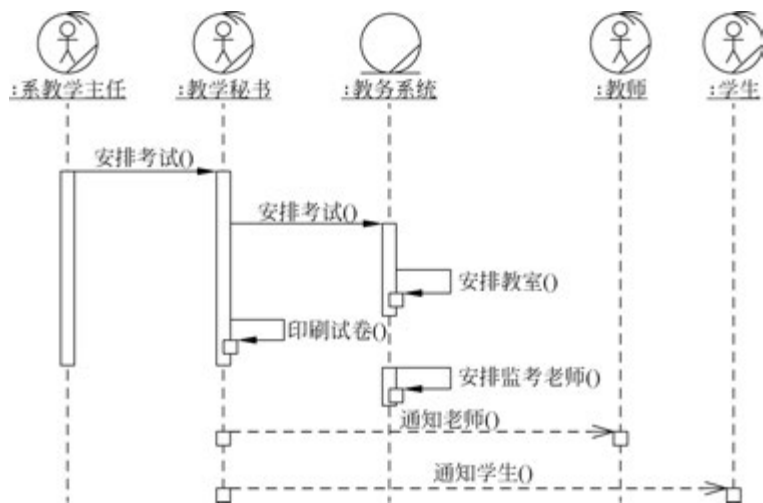 :系教学主任
:教学秘书
:教务系统
:教师
:学生
安排考试()
安排考试()
安排教室()
印刷试卷()
安排监考老师()
通知老师()
通知学生()